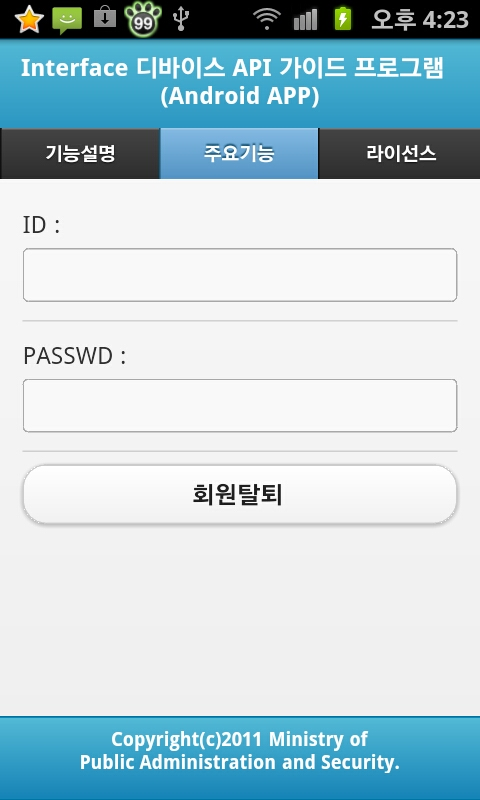 99
오후 4:23
Interface 디바이스 API 가이드 프로그램
(Android APP)
기능설명
주요기능
라이선스
ID :
PASSWD :
회원탈퇴
Copyright(c)2011 Ministry of
Public Administration and Security.